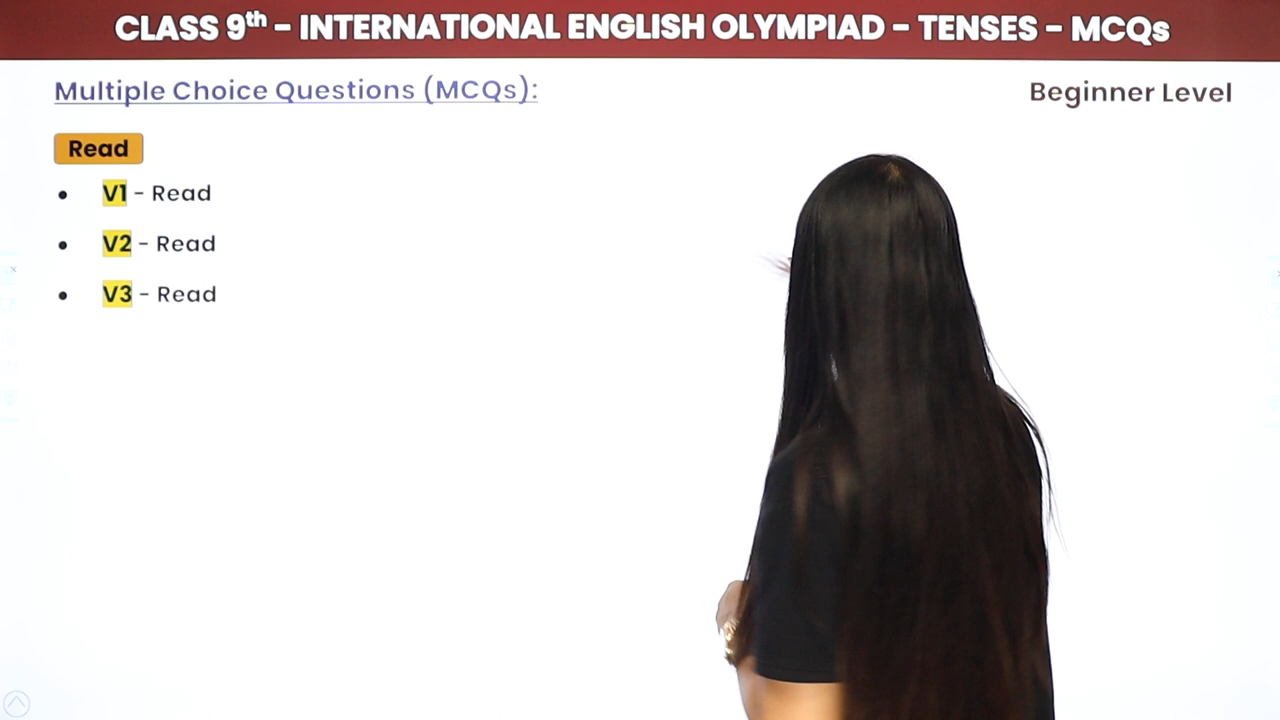 CLASS 9th - INTERNATIONAL ENGLISH OLYMPIAD - TENSES - MCQs
Multiple Choice Questions (MCQs):
Beginner Level
Read
• V1 - Read
• V2 - Read
• V3 - Read